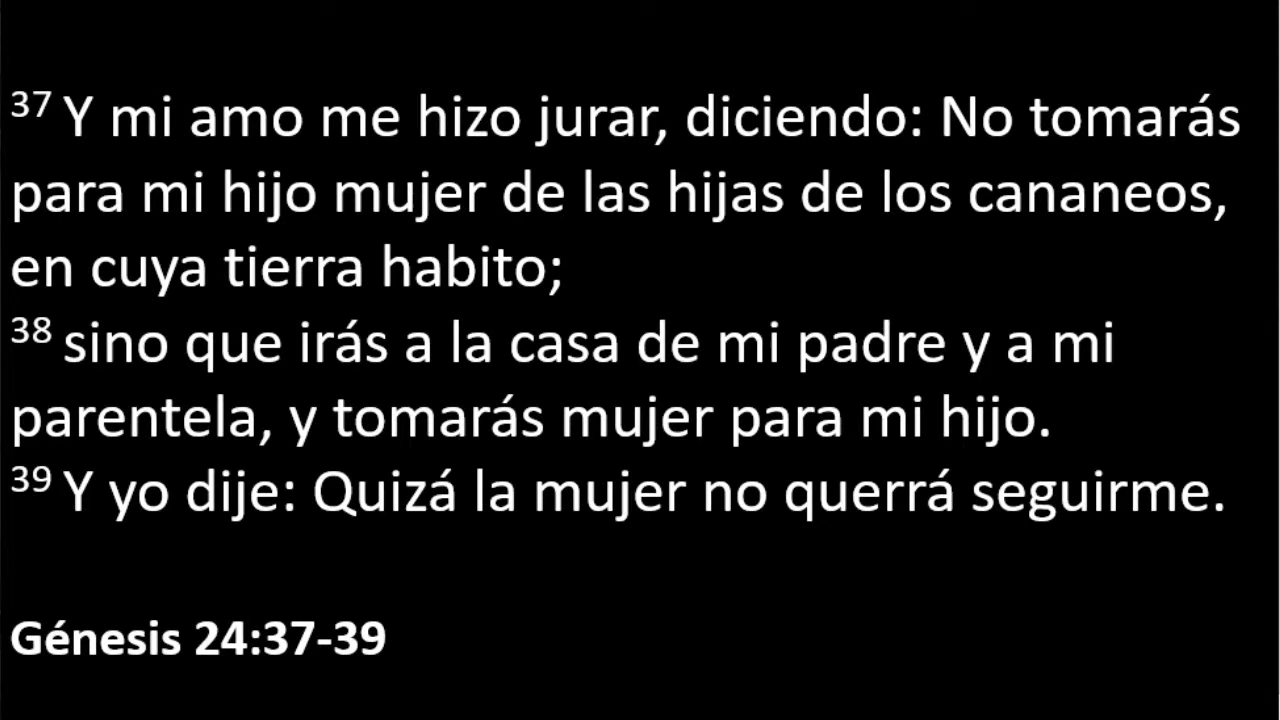 37 Y mi amo me hizo jurar, diciendo: No tomarás
para mi hijo mujer de las hijas de los cananeos,
en cuya tierra habito;
38 sino que irás a la casa de mi padre y a mi
parentela, y tomarás mujer para mi hijo.
39 Y yo dije: Quizá la mujer no querrá seguirme.
Génesis 24:37-39